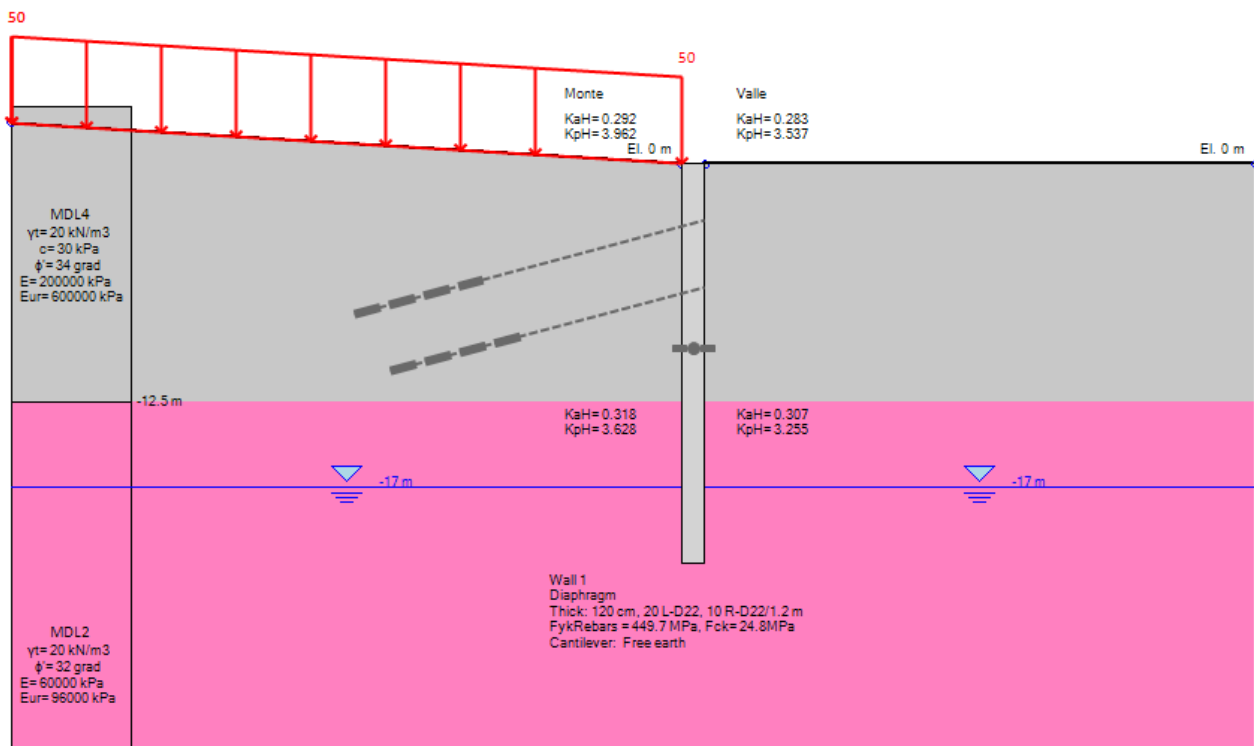 50
50
Monte
KaH= 0.292
KpH= 3.962
El. 0 m
Valle
KaH= 0.283
KpH= 3.537
El. 0 m
MDL4
γt= 20 kN/m3
c= 30 kPa
ϕ'= 34 grad
E= 200000 kPa
Eur= 600000 kPa
-12.5 m
KaH= 0.318
KpH= 3.628
KaH= 0.307
KpH= 3.255
-17 m
-17 m
Wall 1
Diaphragm
Thick: 120 cm, 20 L-D22, 10 R-D22/1.2 m
FykRebars = 449.7 MPa, Fck= 24.8MPa
Cantilever: Free earth
MDL2
γt= 20 kN/m3
ϕ'= 32 grad
E= 60000 kPa
Eur= 96000 kPa